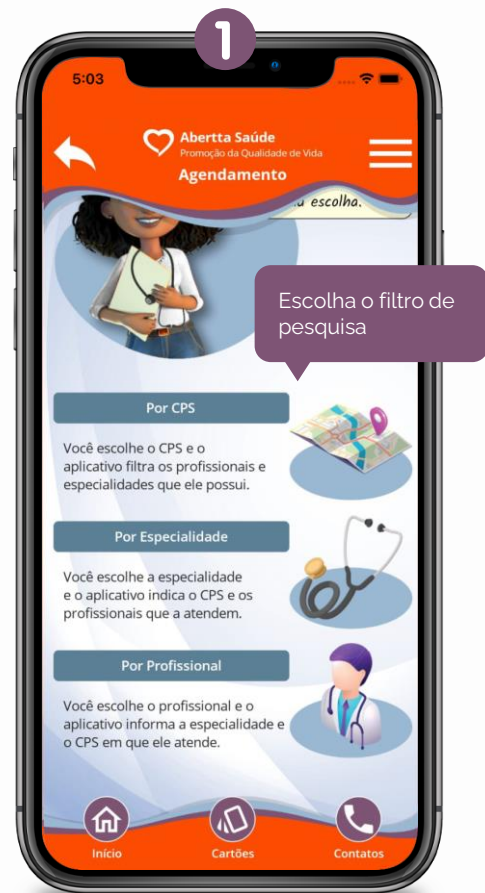 1
5:03
Abertta Saúde
Promoção da Qualidade de Vida
Agendamento
escolha.
Escolha o filtro de
pesquisa
Por CPS
Você escolhe o CPS e o
aplicativo filtra os profissionais e
especialidades que ele possui.
Por Especialidade
Você escolhe a especialidade
e o aplicativo indica o CPS e os
profissionais que a atendem.
Por Profissional
Você escolhe o profissional e o
aplicativo informa a especialidade e
o CPS em que ele atende.
Início
Cartões
Contatos